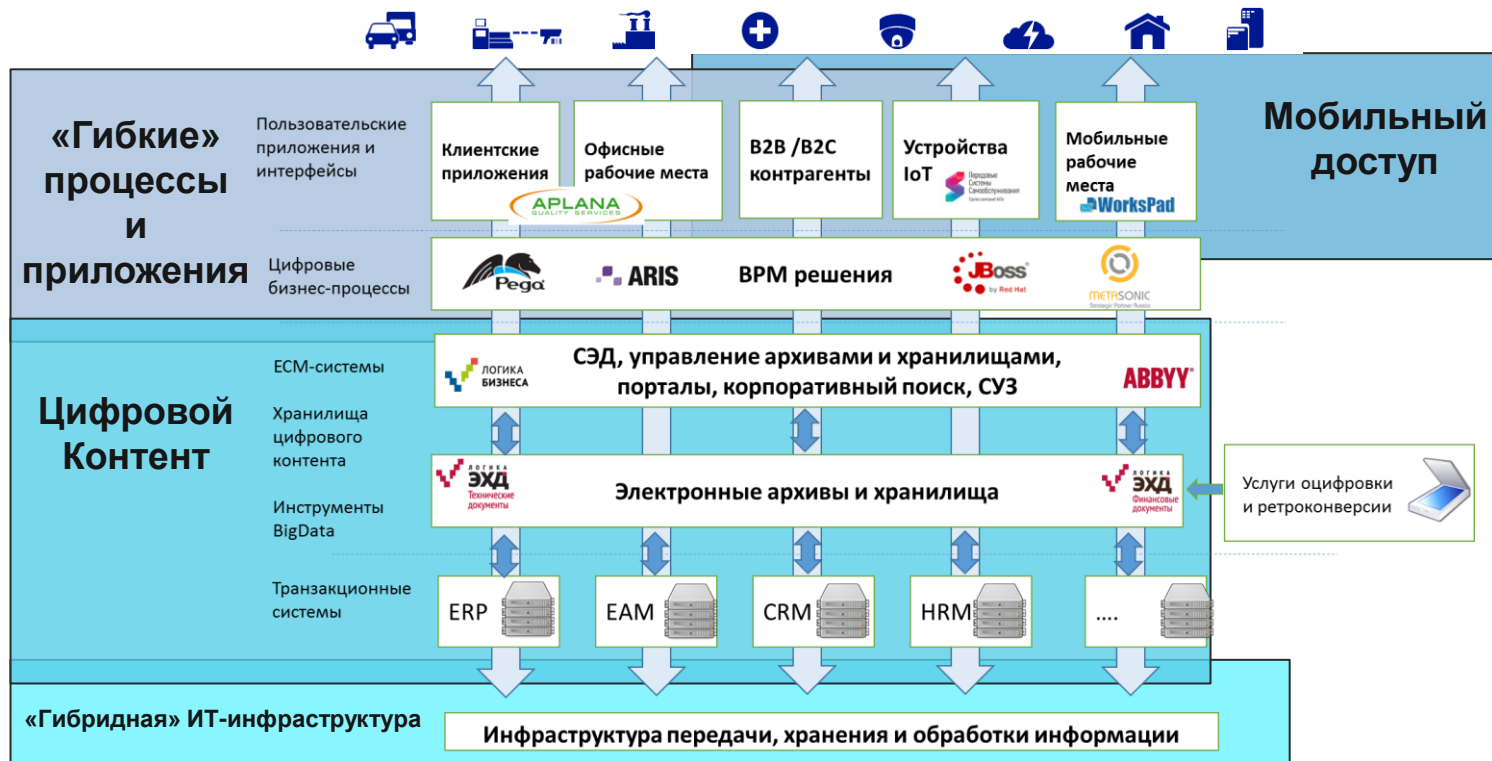 «Гибкие»
процессы
и
приложения
Мобильный
доступ
Пользовательские
приложения и
интерфейсы
Клиентские
приложения
Офисные
рабочие места
APLANA
QUALITY SERVICES
B2B /B2C
контрагенты
Устройства
IoT
Передовые
Системы
Самообслуживания
Мобильные
рабочие
места
WorksPad
Цифровые
бизнес-процессы
Pega
ARIS
BPM решения
JBoss
by Red Hat
METASONIC
Strategic Partner Russia
Цифровой
Контент
ECM-системы
Хранилища
цифрового
контента
Инструменты
BigData
Транзакционные
системы
ЛОГИКА
БИЗНЕСА
СЭД, управление архивами и хранилищами,
порталы, корпоративный поиск, СУЗ
ABBYY
ЛОГИКА
ЭХД
Технические
документы
Электронные архивы и хранилища
ЛОГИКА
ЭХД
Финансовые
документы
Услуги оцифровки
и ретроконверсии
ERP
EAM
CRM
HRM
....
«Гибридная» ИТ-инфраструктура
Инфраструктура передачи, хранения и обработки информации